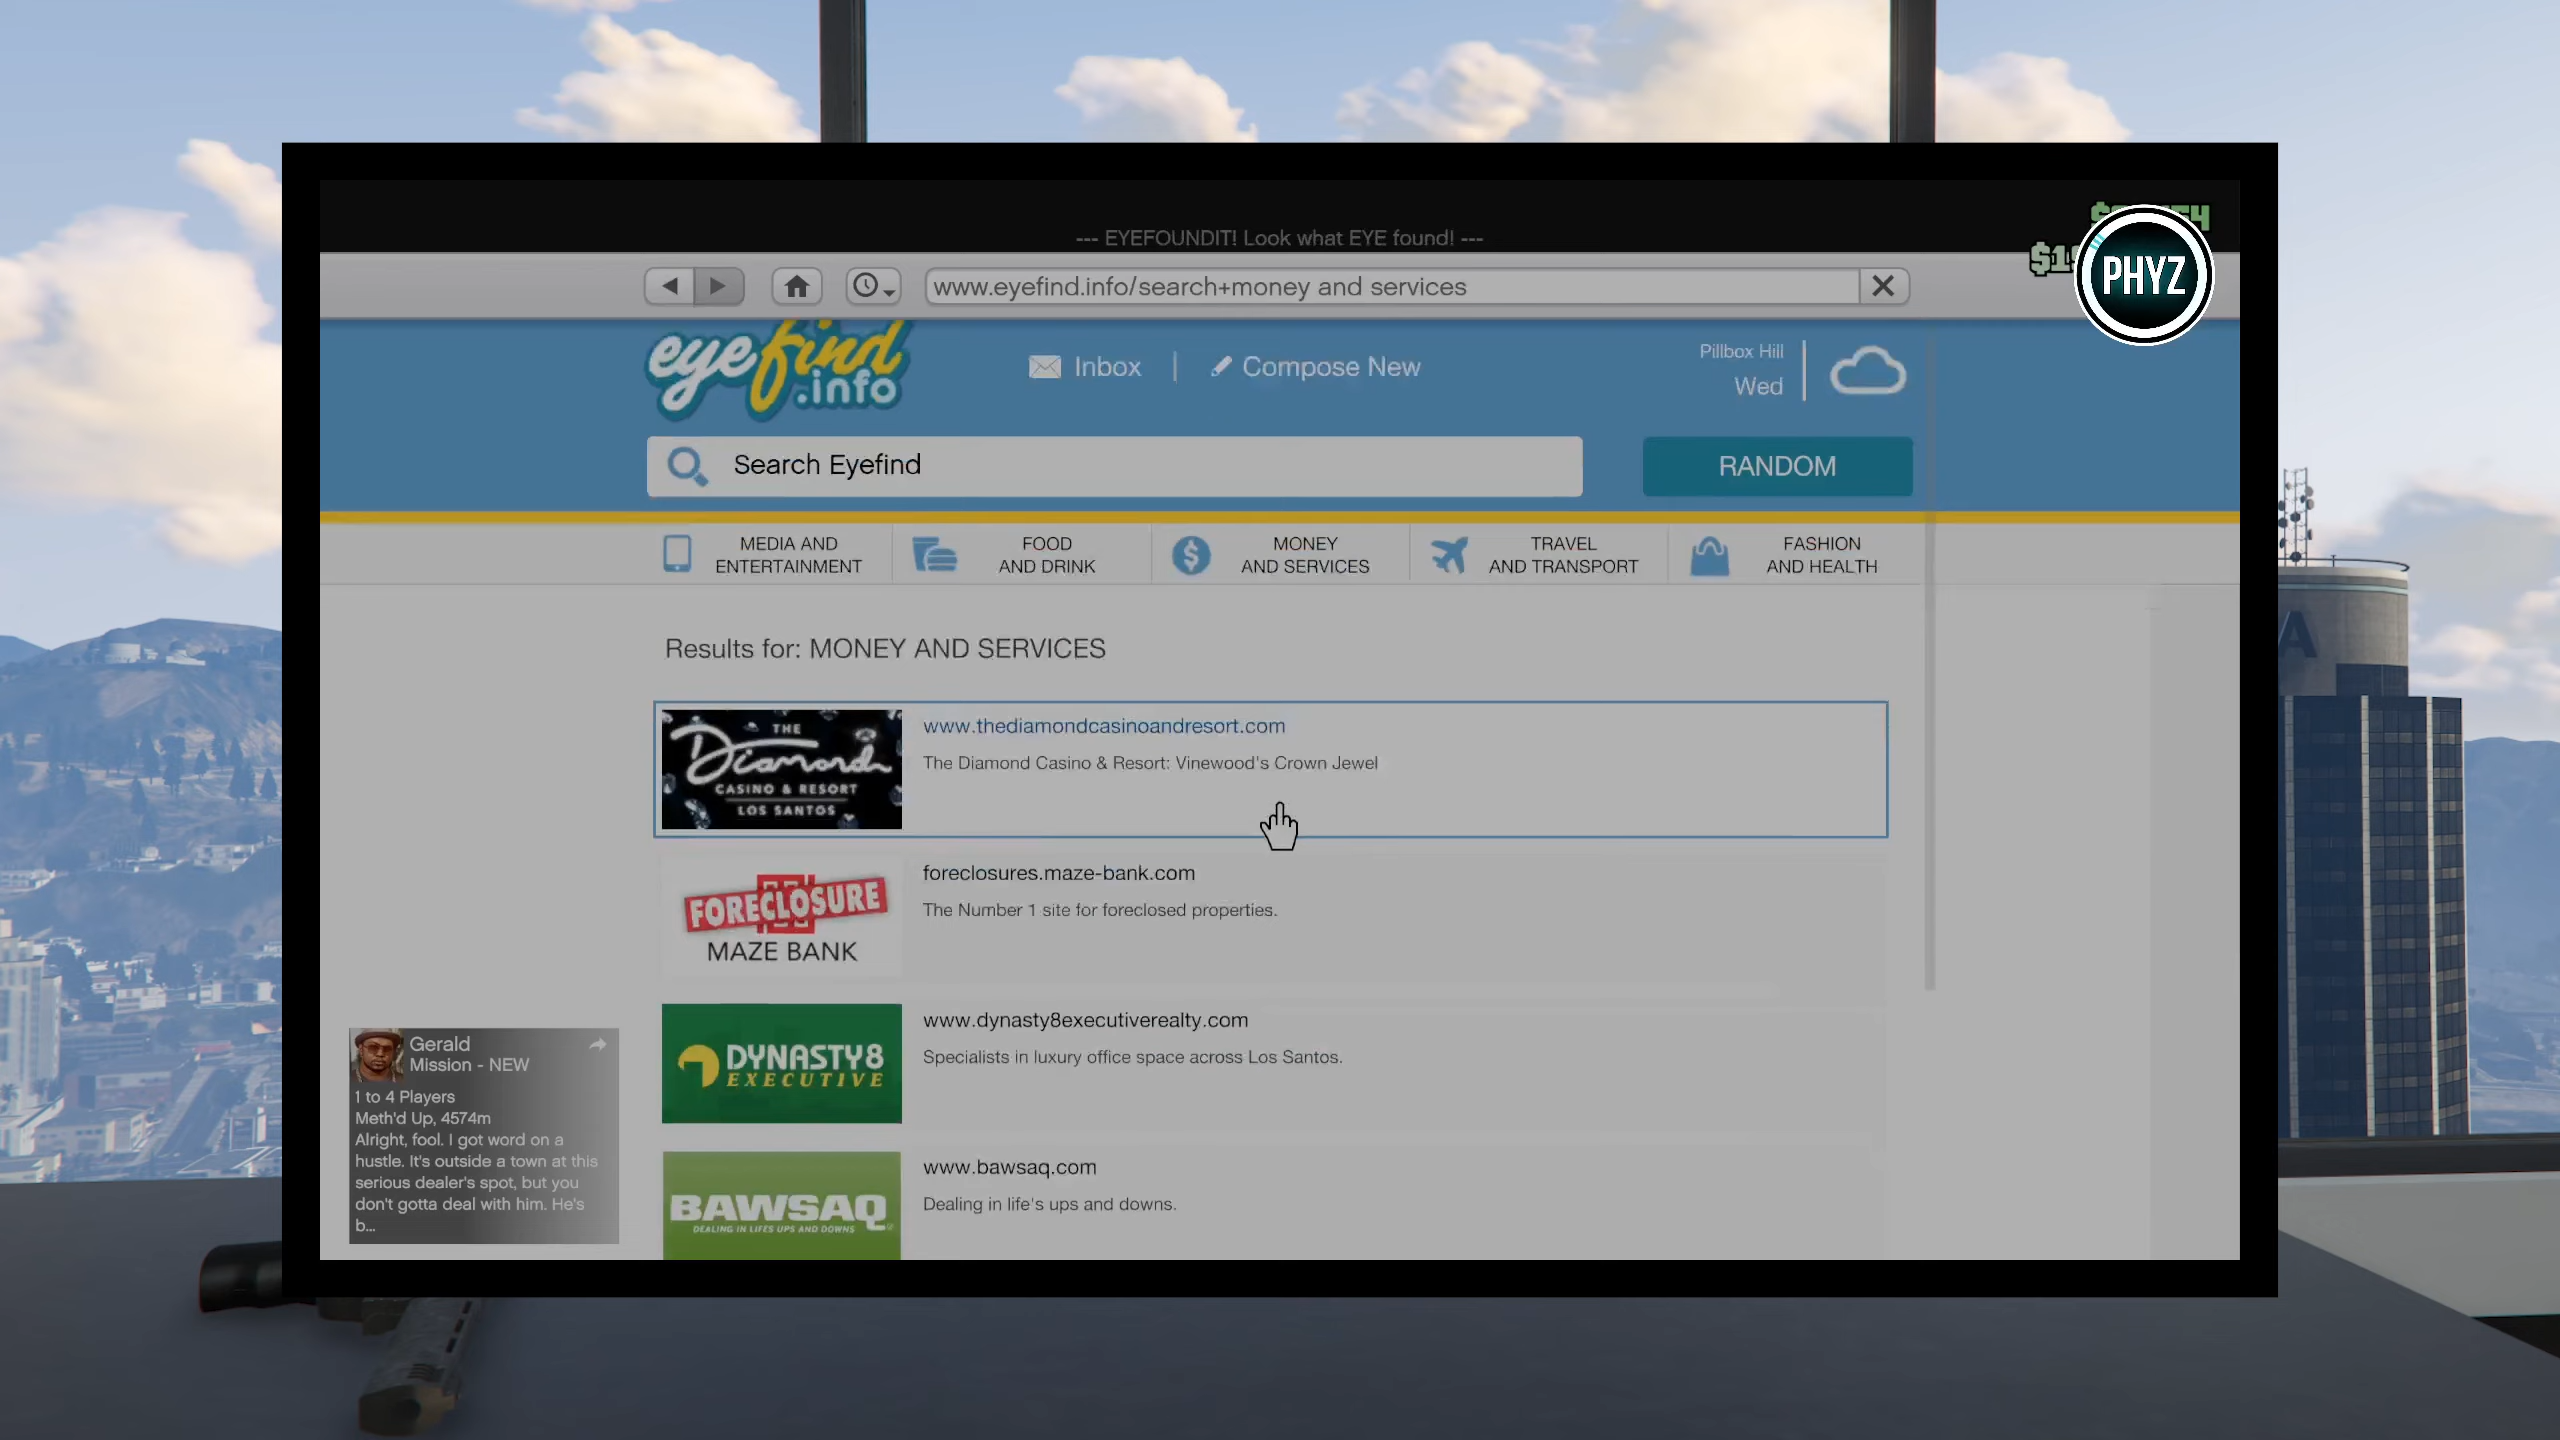 --- EYEFOUNDIT! Look what EYE found! ---
PHYZ
www.eyefind.info/search+money and services
eyefind
.info
Inbox
Compose New
Pillbox Hill
Wed
Search Eyefind
RANDOM
MEDIA AND
ENTERTAINMENT
FOOD
AND DRINK
MONEY
AND SERVICES
TRAVEL
AND TRANSPORT
FASHION
AND HEALTH
Results for: MONEY AND SERVICES
THE
Diamond
CASINO & RESORT
LOS SANTOS
www.thediamondcasinoandresort.com
The Diamond Casino & Resort: Vinewood's Crown Jewel
FORECLOSURE
MAZE BANK
foreclosures.maze-bank.com
The Number 1 site for foreclosed properties.
DYNASTY8
EXECUTIVE
www.dynasty8executiverealty.com
Specialists in luxury office space across Los Santos.
BAWSAQ
DEALING IN LIFES UPS AND DOWNS
www.bawsaq.com
Dealing in life's ups and downs.
Gerald
Mission - NEW
1 to 4 Players
Meth'd Up, 4574m
Alright, fool. I got word on a
hustle. It's outside a town at this
serious dealer's spot, but you
don't gotta deal with him. He's
b...